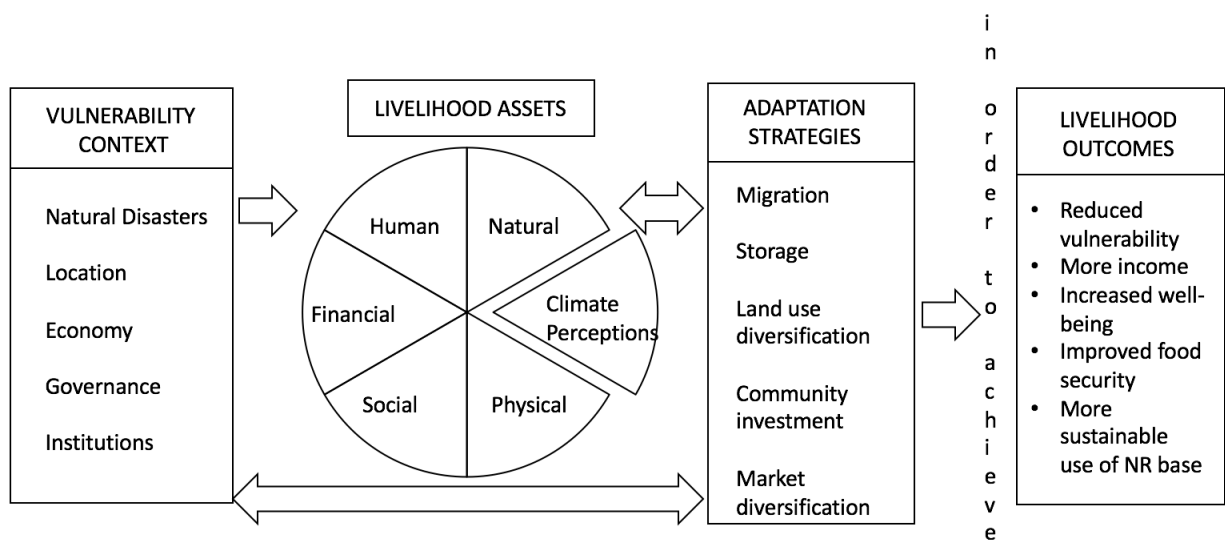 VULNERABILITY
CONTEXT
Natural Disasters
Location
Economy
Governance
Institutions
LIVELIHOOD ASSETS
Human
Natural
Financial
Climate
Perceptions
Social
Physical
ADAPTATION
STRATEGIES
Migration
Storage
Land use
diversification
Community
investment
Market
diversification
in order to achieve
LIVELIHOOD
OUTCOMES
• Reduced
vulnerability
• More income
• Increased well-
being
• Improved food
security
• More
sustainable
use of NR base